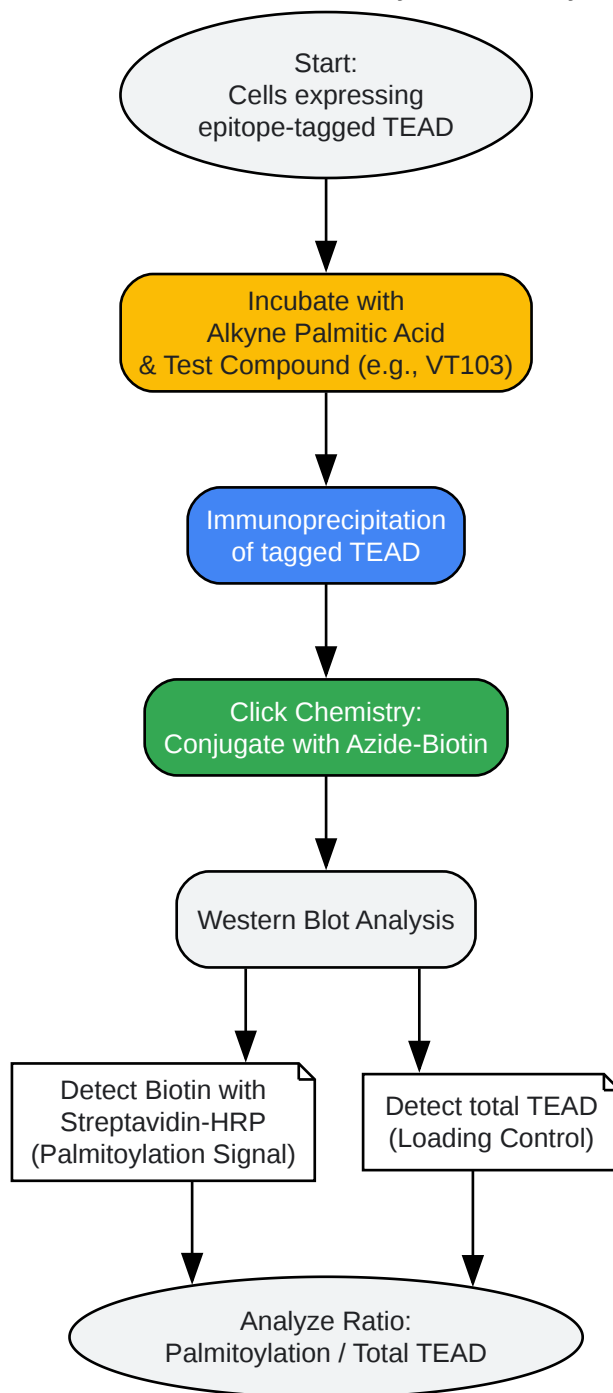 Start:
Cells expressing
epitope-tagged TEAD
Incubate with
Alkyne Palmitic Acid
& Test Compound (e.g., VT103)
Immunoprecipitation
of tagged TEAD
Click Chemistry:
Conjugate with Azide-Biotin
Western Blot Analysis
Detect Biotin with
Streptavidin-HRP
(Palmitoylation Signal)
Detect total TEAD
(Loading Control)
Analyze Ratio:
Palmitoylation / Total TEAD